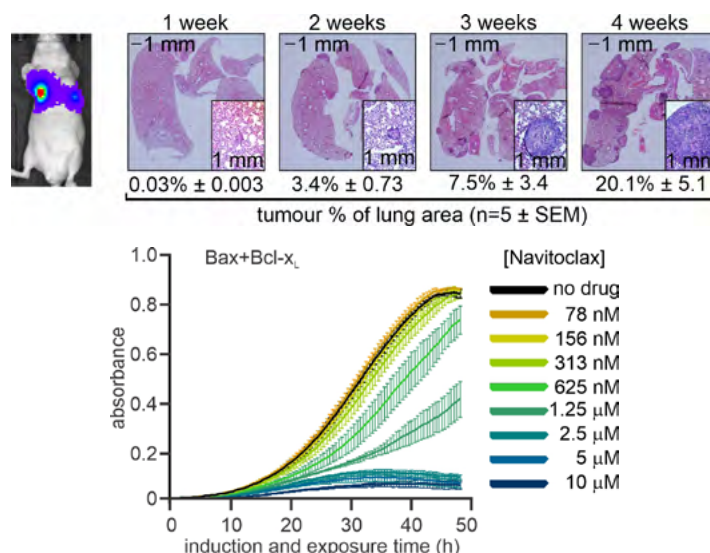 1 week 2 weeks 3 weeks 4 weeks
1 mm 1 mm 1 mm 1 mm
1 mm 1 mm 1 mm 1 mm
0.03% ± 0.003 3.4% ± 0.73 7.5% ± 3.4 20.1% ± 5.1
tumour % of lung area (n=5 ± SEM)
Bax+Bcl-xL
[Navitoclax]
1.0
0.8
0.6
0.4
0.2
0
absorbance
0 10 20 30 40 50
induction and exposure time (h)
no drug
78 nM
156 nM
313 nM
625 nM
1.25 µM
2.5 µM
5 µM
10 µM